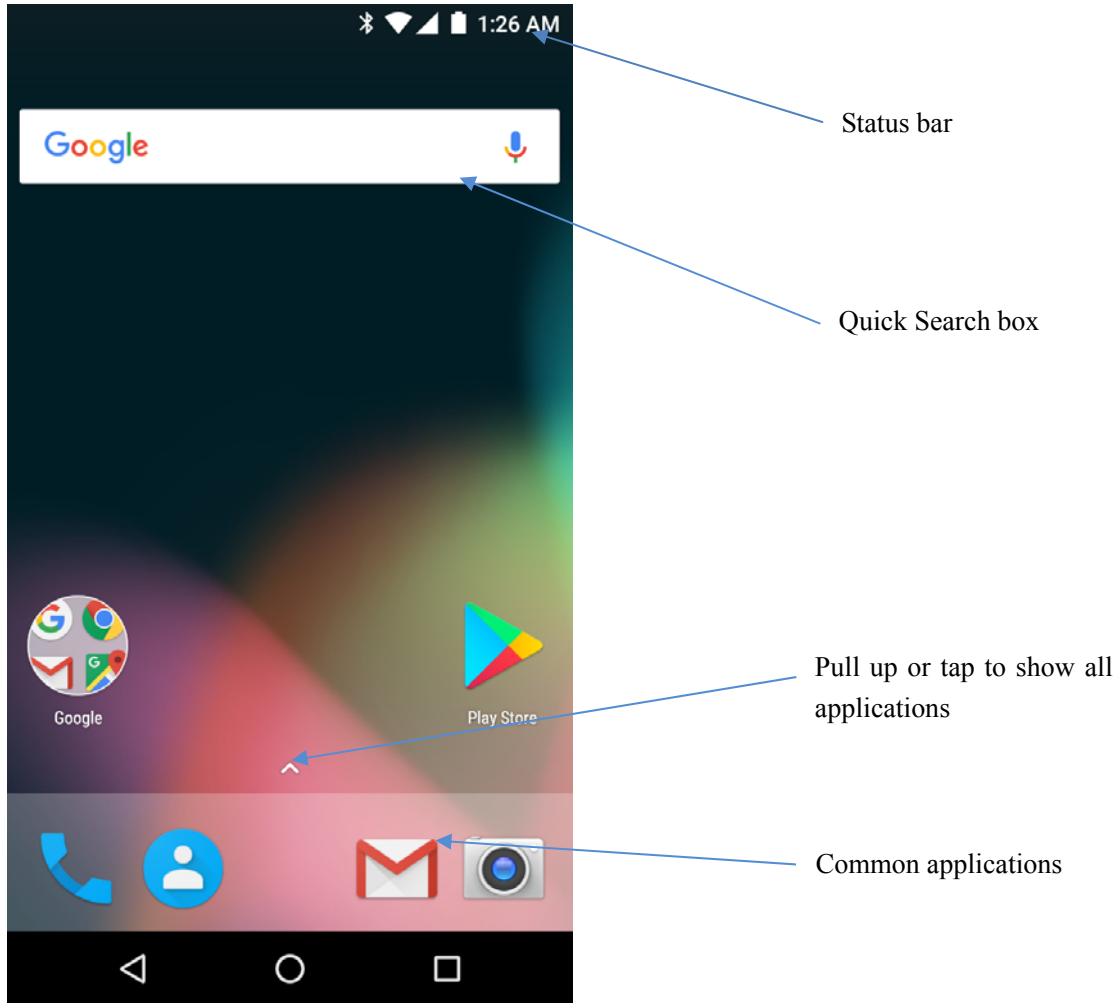 1:26 AM
Status bar
Google
Quick Search box
G
Google
Play Store
Pull up or tap to show all
applications
Common applications